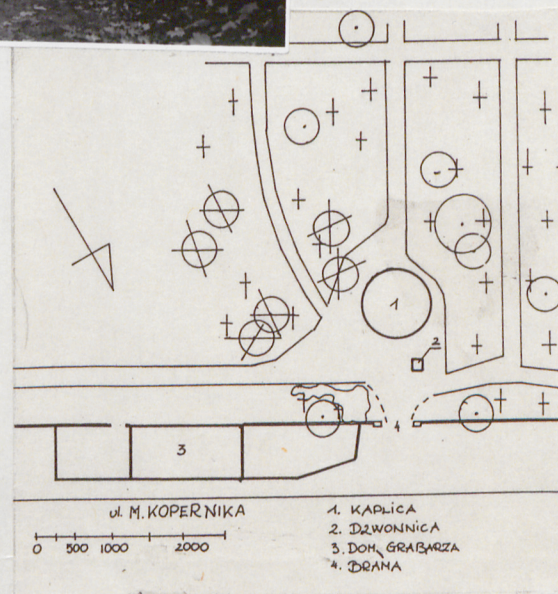 1
2
3
4
ul. M. KOPERNIKA
0 500 1000 2000
1. KAPLICA
2. DZWONNICA
3. DOM GRABARZA
4. BRAMA